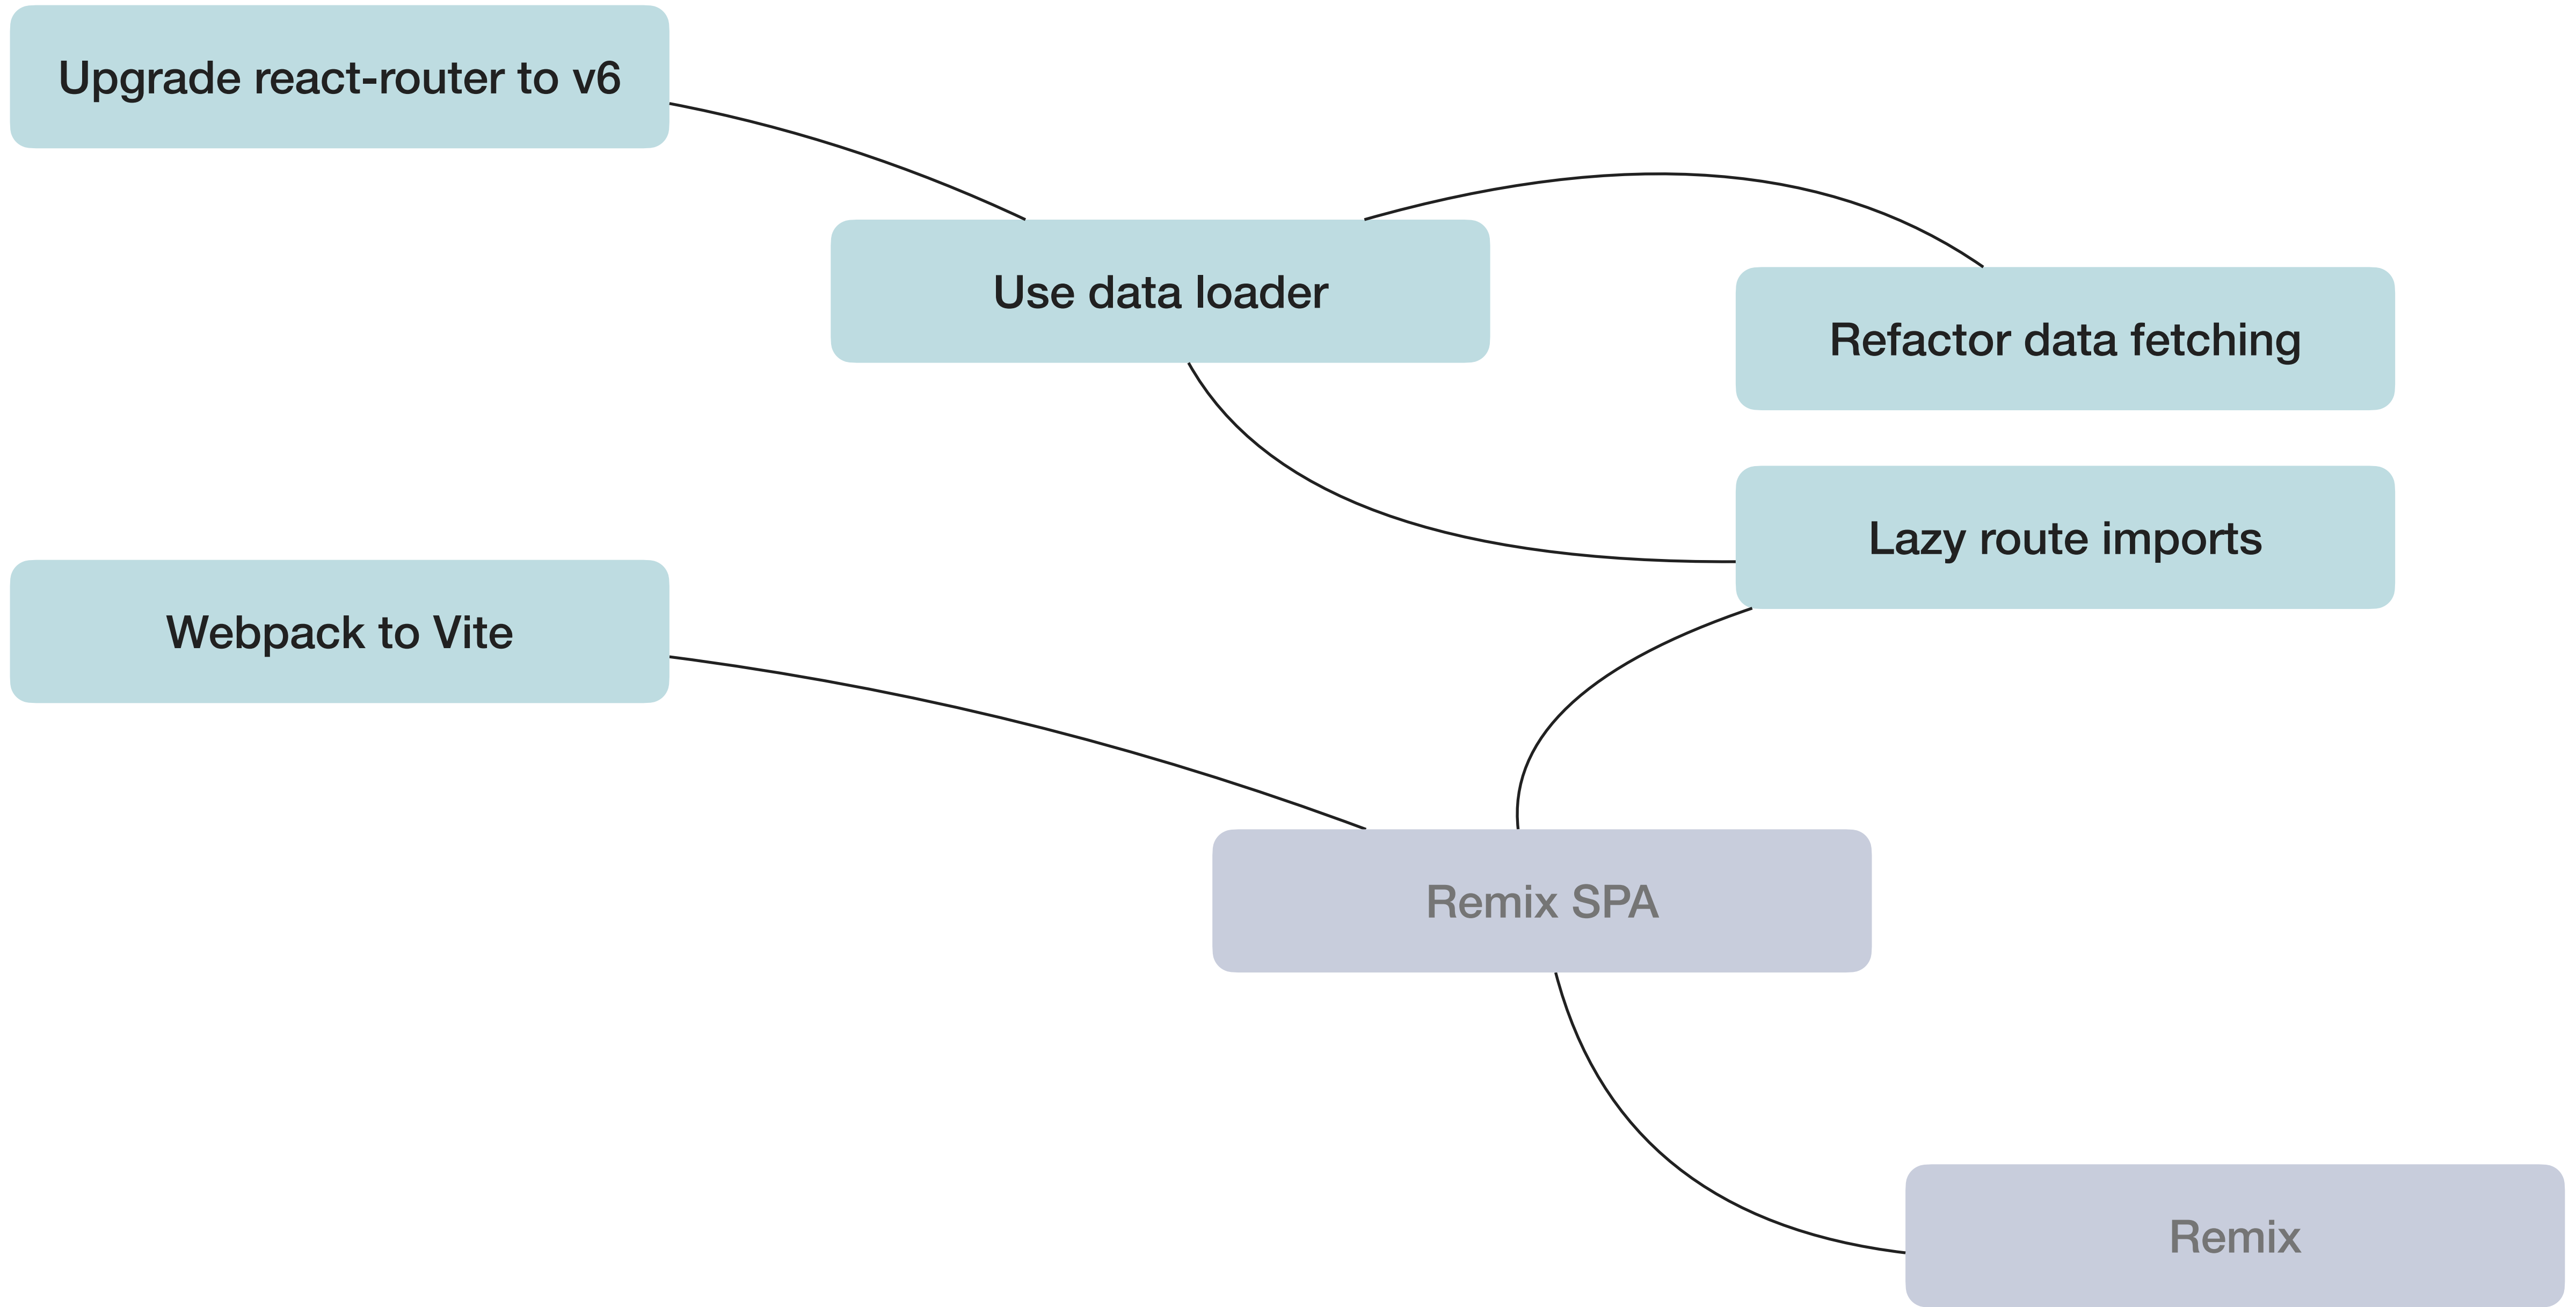 Upgrade react-router to v6
Use data loader
Refactor data fetching
Lazy route imports
Webpack to Vite
Remix SPA
Remix